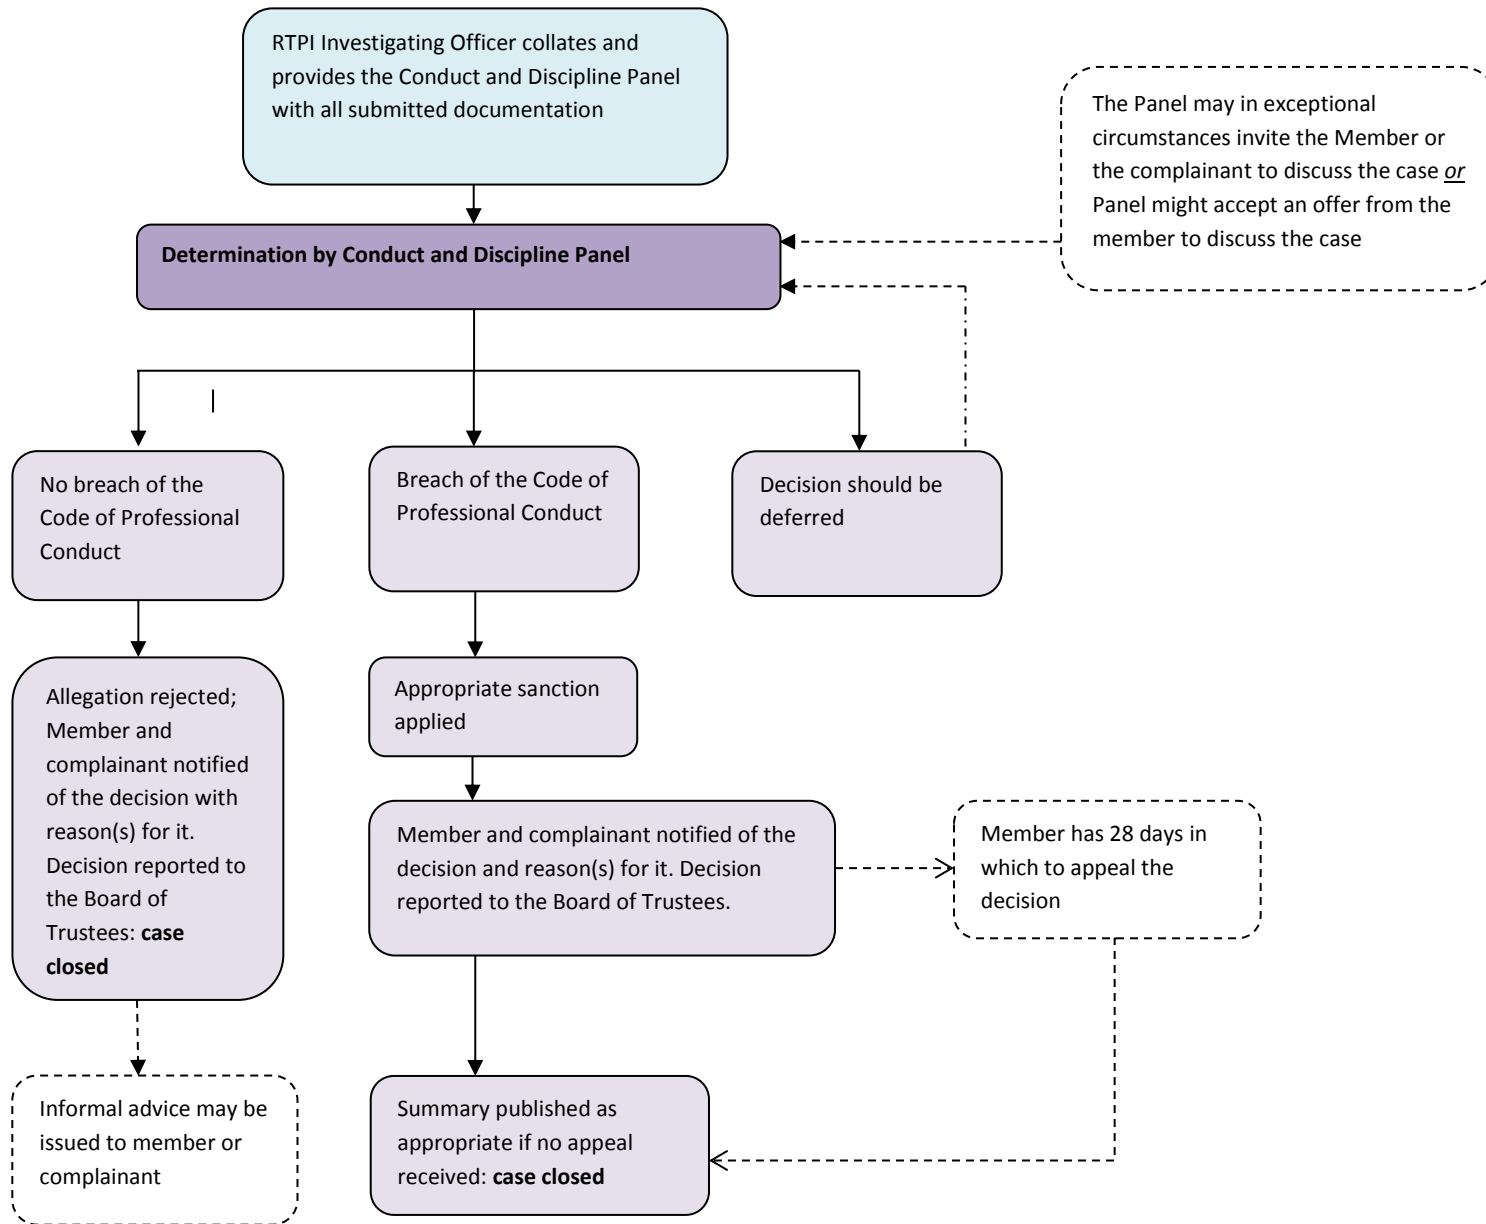 RTPI Investigating Officer collates and
provides the Conduct and Discipline Panel
with all submitted documentation
The Panel may in exceptional
circumstances invite the Member or
the complainant to discuss the case or
Panel might accept an offer from the
member to discuss the case
Determination by Conduct and Discipline Panel
No breach of the
Code of Professional
Conduct
Breach of the Code of
Professional Conduct
Decision should be
deferred
Allegation rejected;
Member and
complainant notified
of the decision with
reason(s) for it.
Decision reported to
the Board of
Trustees: case
closed
Appropriate sanction
applied
Member and complainant notified of the
decision and reason(s) for it. Decision
reported to the Board of Trustees.
Member has 28 days in
which to appeal the
decision
Informal advice may be
issued to member or
complainant
Summary published as
appropriate if no appeal
received: case closed